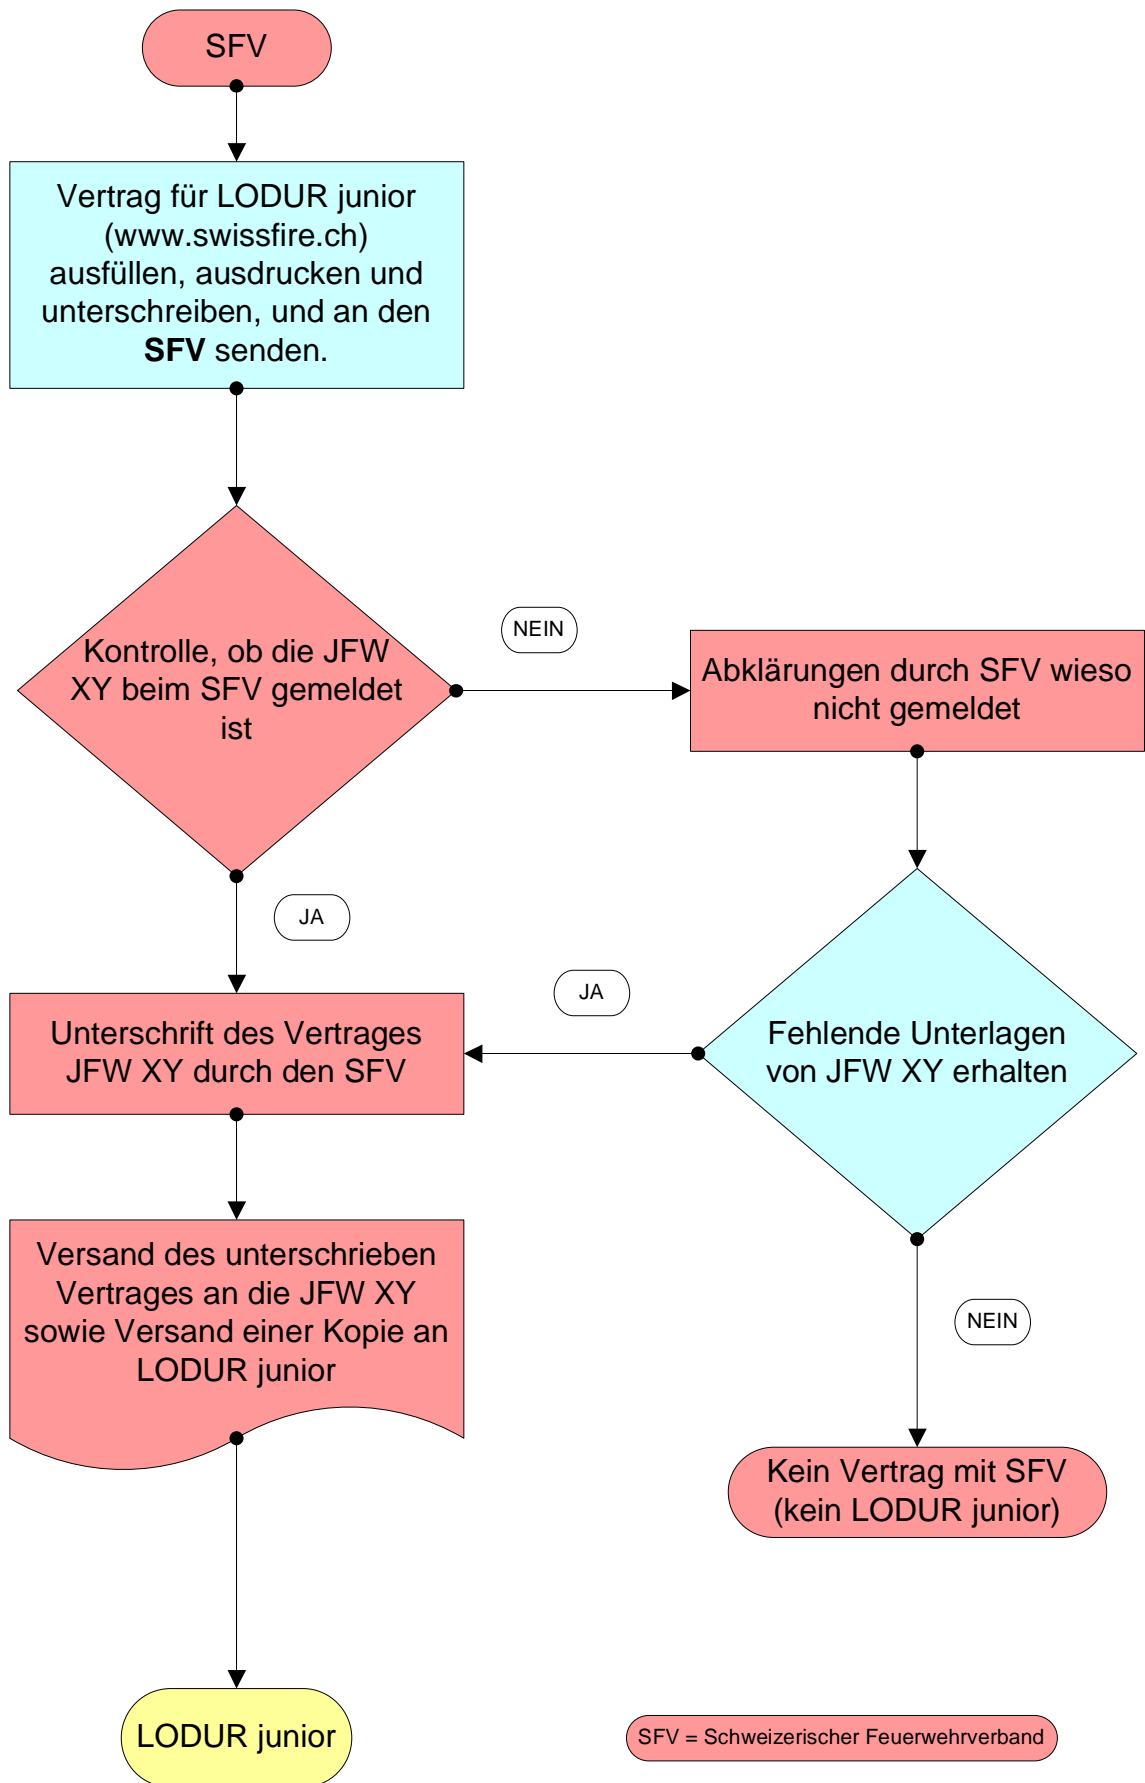 SFV
Vertrag für LODUR junior
(www.swissfire.ch)
ausfüllen, ausdrucken und
unterschreiben, und an den
SFV senden.
NEIN
Kontrolle, ob die JFW
XY beim SFV gemeldet
ist
Abklärungen durch SFV wieso
nicht gemeldet
JA
JA
Unterschrift des Vertrages
JFW XY durch den SFV
Fehlende Unterlagen
von JFW XY erhalten
Versand des unterschrieben
Vertrages an die JFW XY
sowie Versand einer Kopie an
LODUR junior
NEIN
Kein Vertrag mit SFV
(kein LODUR junior)
LODUR junior
SFV = Schweizerischer Feuerwehrverband